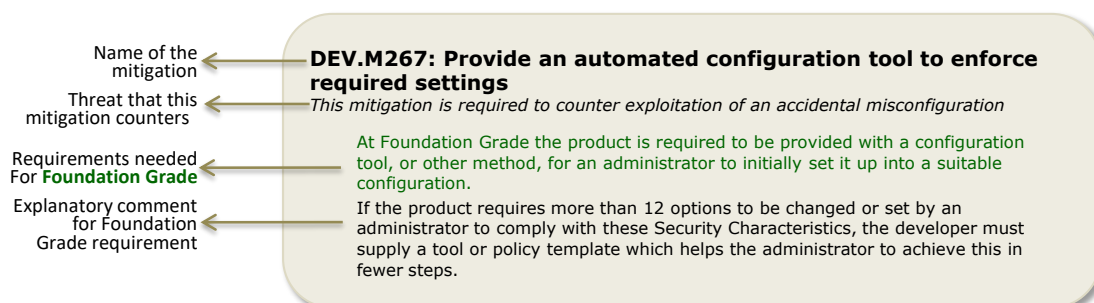 Name of the
mitigation
Threat that this
mitigation counters
Requirements needed
For Foundation Grade
Explanatory comment
for Foundation
Grade requirement
DEV.M267: Provide an automated configuration tool to enforce
required settings
This mitigation is required to counter exploitation of an accidental misconfiguration
At Foundation Grade the product is required to be provided with a configuration
tool, or other method, for an administrator to initially set it up into a suitable
configuration.
If the product requires more than 12 options to be changed or set by an
administrator to comply with these Security Characteristics, the developer must
supply a tool or policy template which helps the administrator to achieve this in
fewer steps.